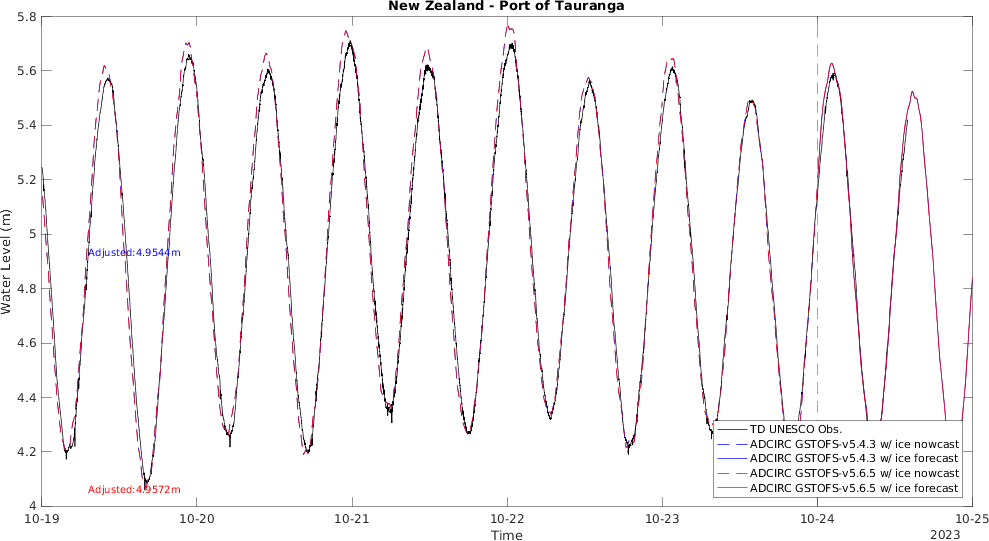 New Zealand - Port of Tauranga
Water Level (m)
5.8
5.6
5.4
5.2
5
4.8
4.6
4.4
4.2
4
Adjusted:4.9544m
Adjusted:4.9572m
TD UNESCO Obs.
ADCIRC GSTOFS-v5.4.3 w/ ice nowcast
ADCIRC GSTOFS-v5.4.3 w/ ice forecast
ADCIRC GSTOFS-v5.6.5 w/ ice nowcast
ADCIRC GSTOFS-v5.6.5 w/ ice forecast
10-19 10-20 10-21 10-22 10-23 10-24 10-25
Time
2023